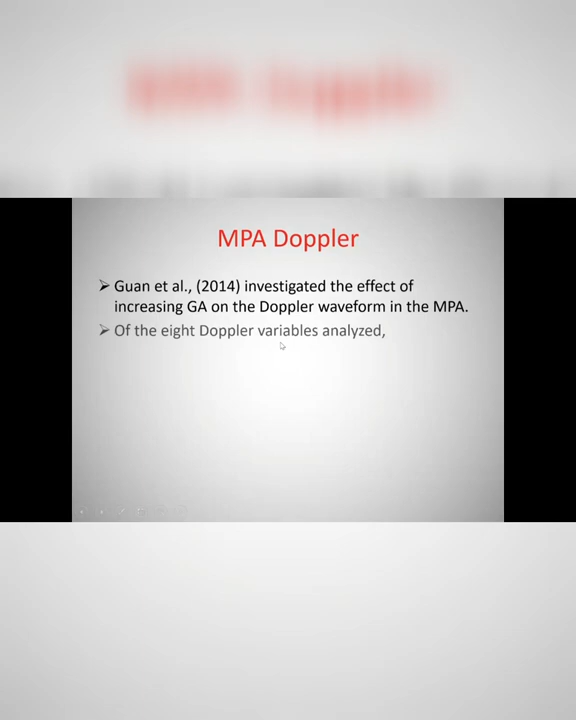 MPA Doppler
➢ Guan et al., (2014) investigated the effect of
increasing GA on the Doppler waveform in the MPA.
➢ Of the eight Doppler variables analyzed,